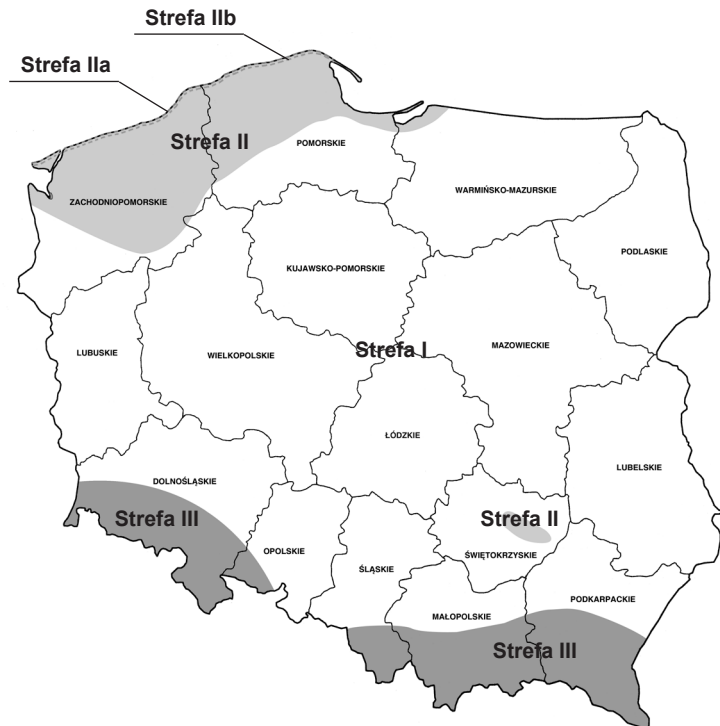 Strefa IIb
Strefa IIa
Strefa II
POMORSKIE
ZACHODNIOPOMORSKIE
WARMIŃSKO-MAZURSKIE
PODLASKIE
KUJAWSKO-POMORSKIE
LUBUSKIE
WIELKOPOLSKIE
Strefa I
MAZOWIECKIE
ŁÓDZKIE
LUBELSKIE
DOLNOŚLĄSKIE
Strefa III
Strefa II
OPOLSKIE
ŚLĄSKIE
ŚWIĘTOKRZYSKIE
PODKARPACKIE
MAŁOPOLSKIE
Strefa III